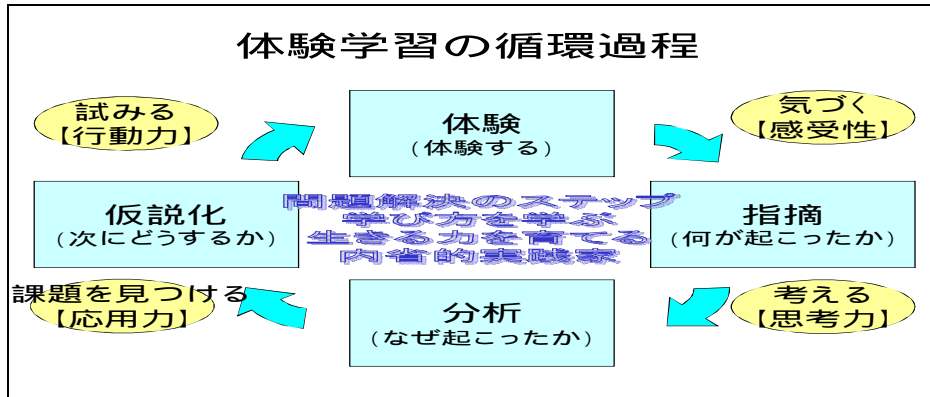 体験学習の循環過程
試みる
【行動力】
体験
(体験する)
気づく
【感受性】
仮説化
(次にどうするか)
問題解決のステップ
学び方を学ぶ
生きる力を育てる
内省的実践家
指摘
(何が起こったか)
課題を見つける
【応用力】
分析
(なぜ起こったか)
考える
【思考力】